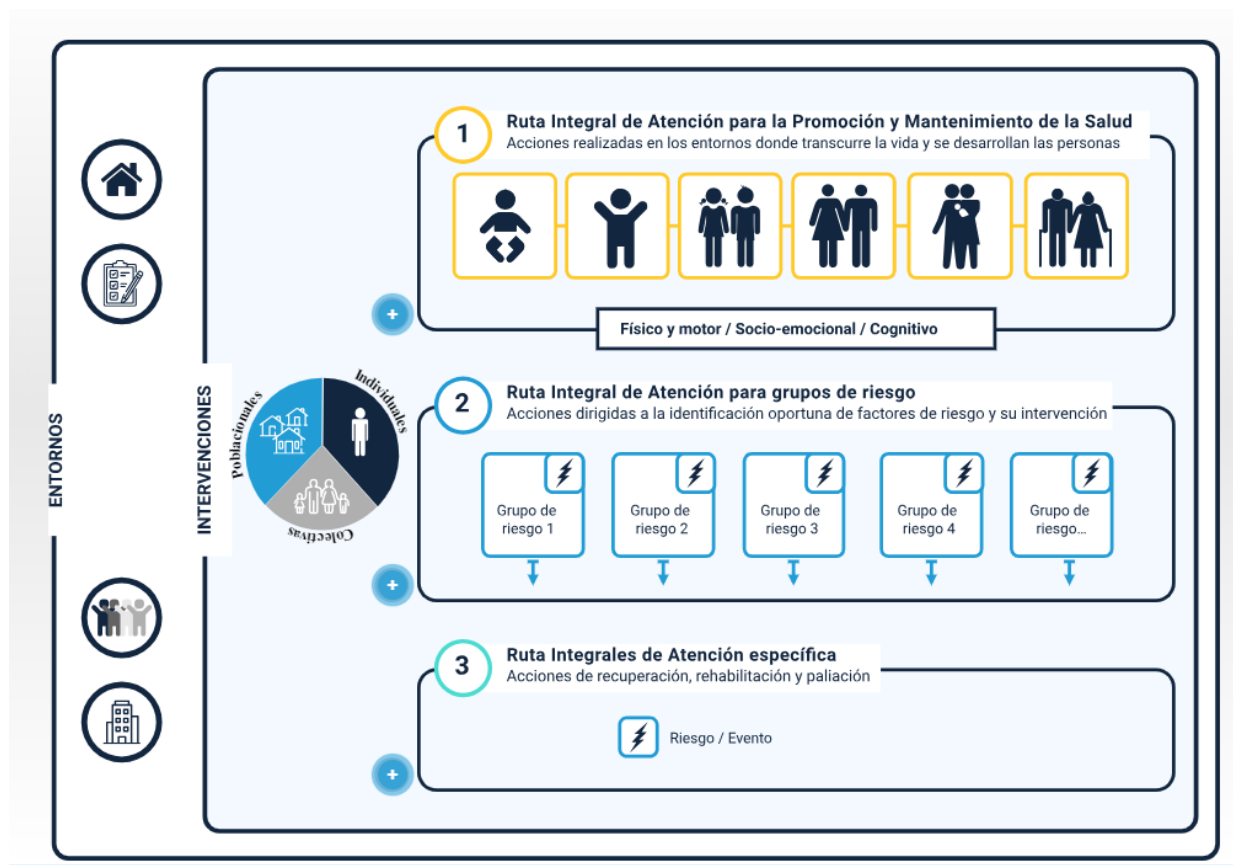 ENTORNOS
INTERVENCIONES
Poblacionales
Individuales
Colectivas
1
Ruta Integral de Atención para la Promoción y Mantenimiento de la Salud
Acciones realizadas en los entornos donde transcurre la vida y se desarrollan las personas
+
Físico y motor / Socio-emocional / Cognitivo
2
Ruta Integral de Atención para grupos de riesgo
Acciones dirigidas a la identificación oportuna de factores de riesgo y su intervención
Grupo de
riesgo 1
Grupo de
riesgo 2
Grupo de
riesgo 3
Grupo de
riesgo 4
Grupo de
riesgo...
+
3
Ruta Integrales de Atención específica
Acciones de recuperación, rehabilitación y paliación
Riesgo / Evento
+